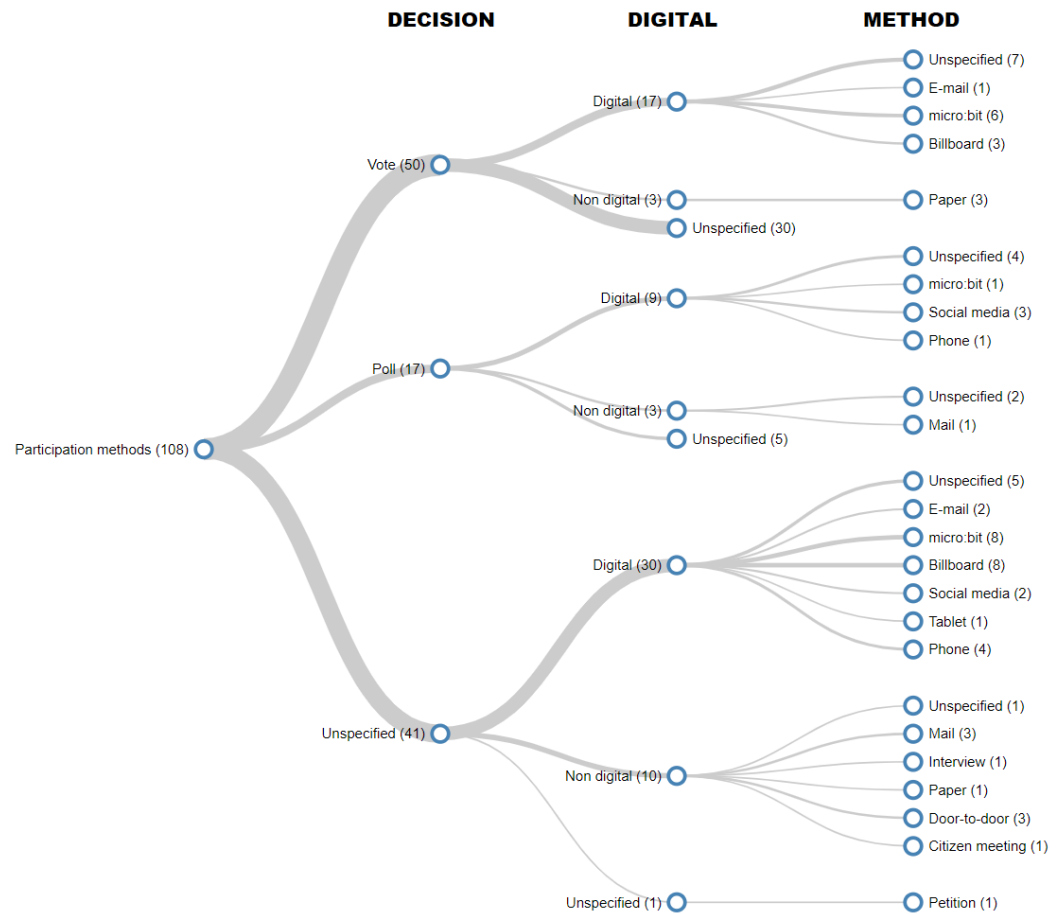 DECISION DIGITAL METHOD
Unspecified (7)
E-mail (1)
Digital (17)
micro:bit (6)
Billboard (3)
Vote (50)
Non digital (3)
Paper (3)
Unspecified (30)
Unspecified (4)
micro:bit (1)
Digital (9)
Social media (3)
Phone (1)
Poll (17)
Unspecified (2)
Non digital (3)
Mail (1)
Unspecified (5)
Participation methods (108)
Unspecified (5)
E-mail (2)
micro:bit (8)
Digital (30)
Billboard (8)
Social media (2)
Tablet (1)
Phone (4)
Unspecified (1)
Unspecified (41)
Mail (3)
Interview (1)
Non digital (10)
Paper (1)
Door-to-door (3)
Citizen meeting (1)
Unspecified (1)
Petition (1)